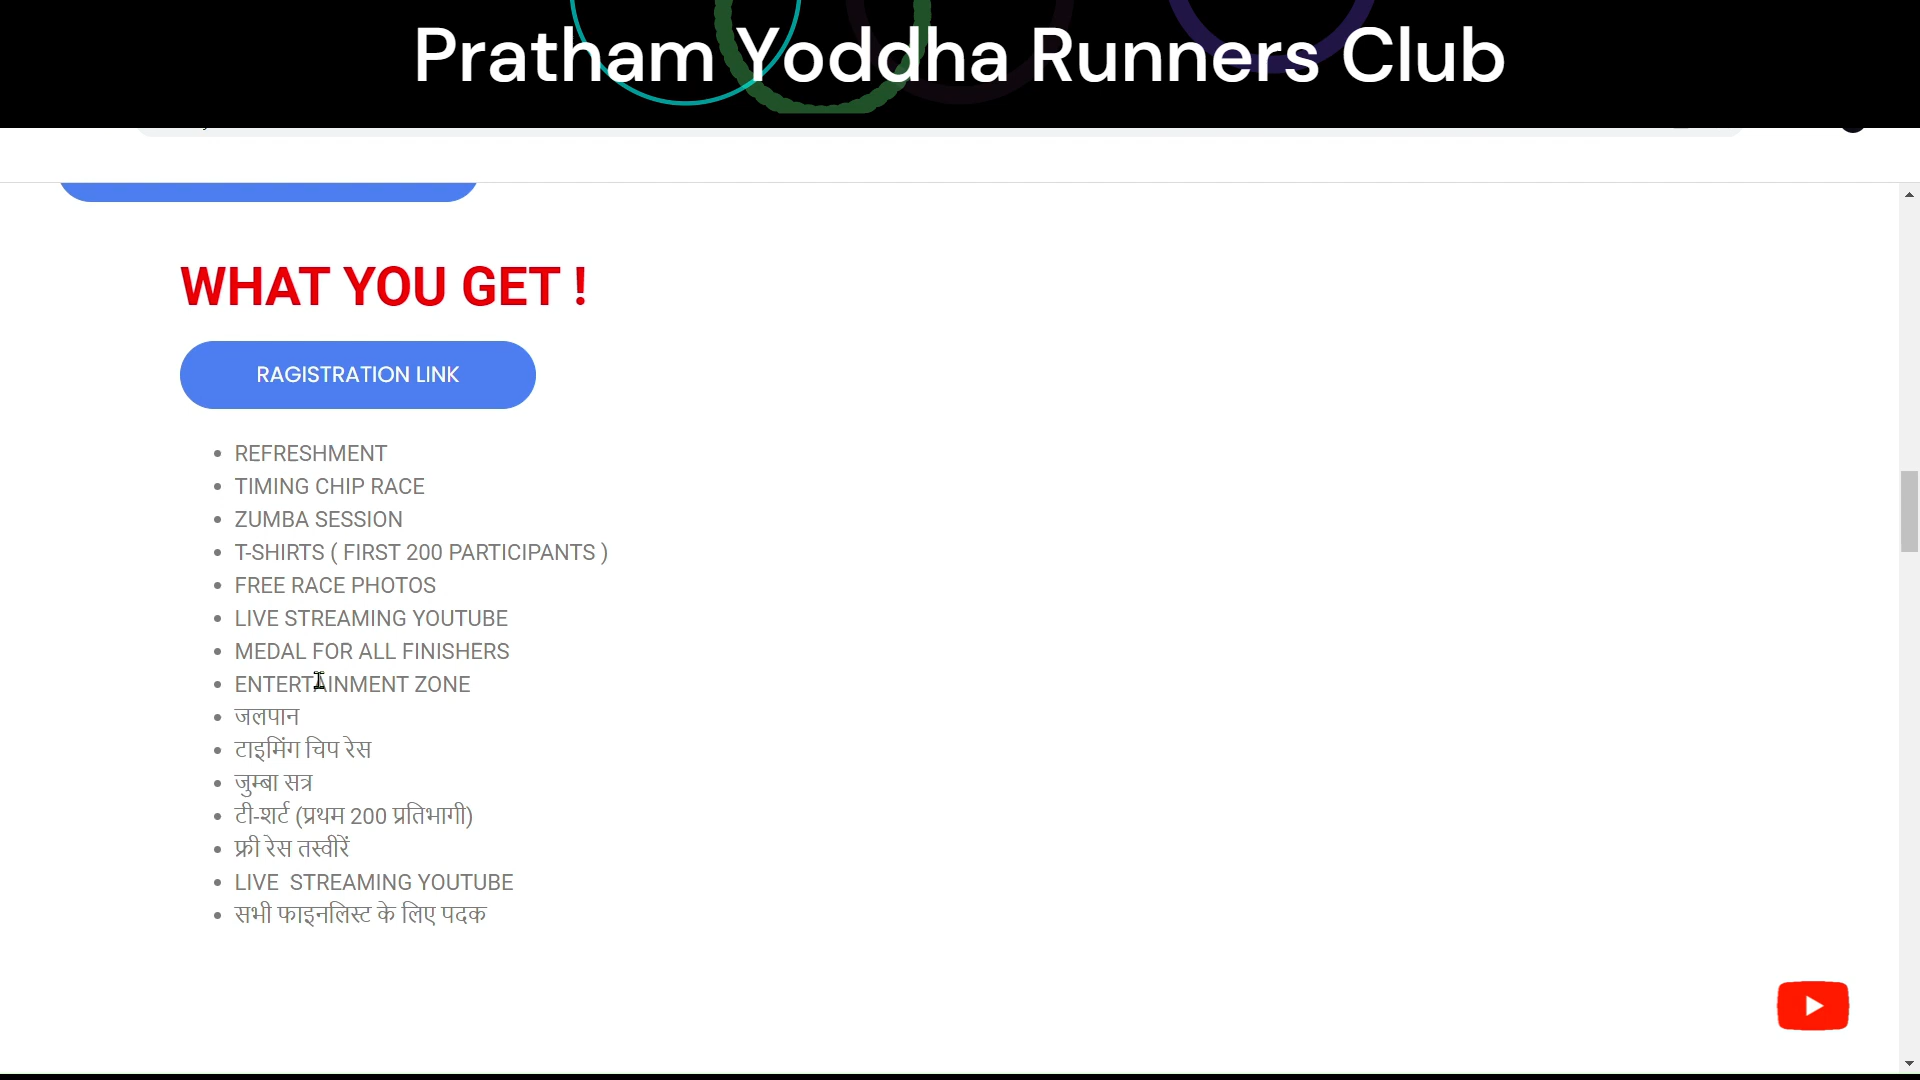 Pratham Yoddha Runners Club
WHAT YOU GET !
RAGISTRATION LINK
REFRESHMENT
TIMING CHIP RACE
ZUMBA SESSION
T-SHIRTS ( FIRST 200 PARTICIPANTS )
FREE RACE PHOTOS
LIVE STREAMING YOUTUBE
MEDAL FOR ALL FINISHERS
ENTERTAINMENT ZONE
जलपान
टाइमिंग चिप रेस
जुम्बा सत्र
टी-शर्ट (प्रथम 200 प्रतिभागी)
फ्री रेस तस्वीरें
LIVE  STREAMING YOUTUBE
सभी फाइनलिस्ट के लिए पदक